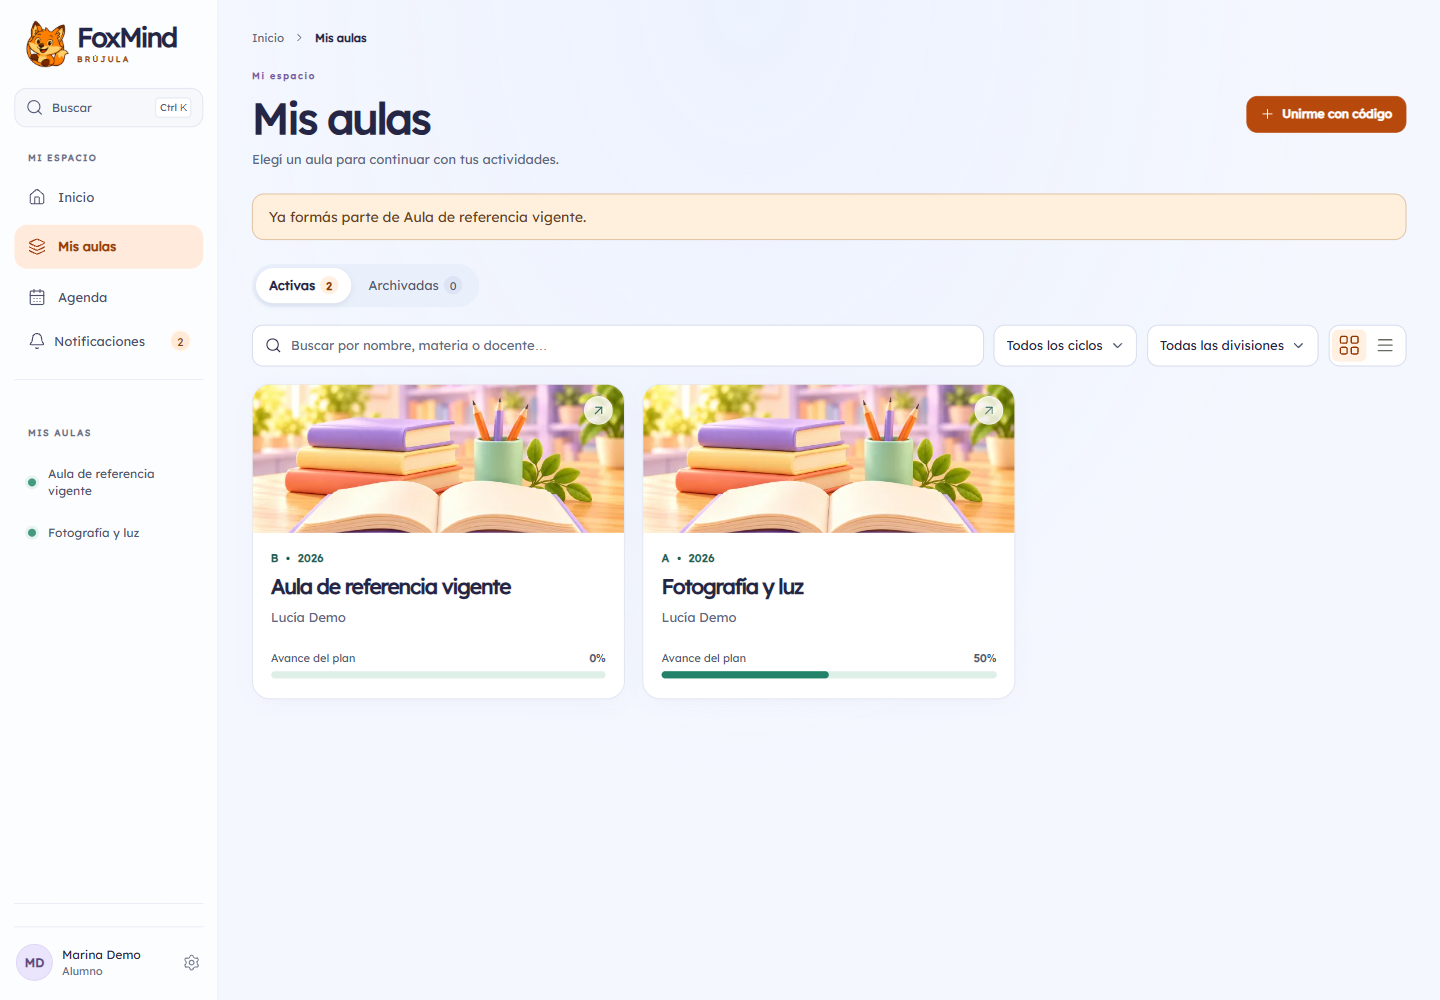 FoxMind
BRÚJULA
Buscar
Ctrl K
MI ESPACIO
Inicio
Mis aulas
Agenda
Notificaciones 2
MIS AULAS
Aula de referencia
vigente
Fotografía y luz
MD
Marina Demo
Alumno
Inicio > Mis aulas
Mi espacio
Mis aulas
Elegí un aula para continuar con tus actividades.
+ Unirme con código
Ya formás parte de Aula de referencia vigente.
Activas 2
Archivadas 0
Buscar por nombre, materia o docente...
Todos los ciclos
Todas las divisiones
B • 2026
Aula de referencia vigente
Lucía Demo
Avance del plan 0%
A • 2026
Fotografía y luz
Lucía Demo
Avance del plan 50%